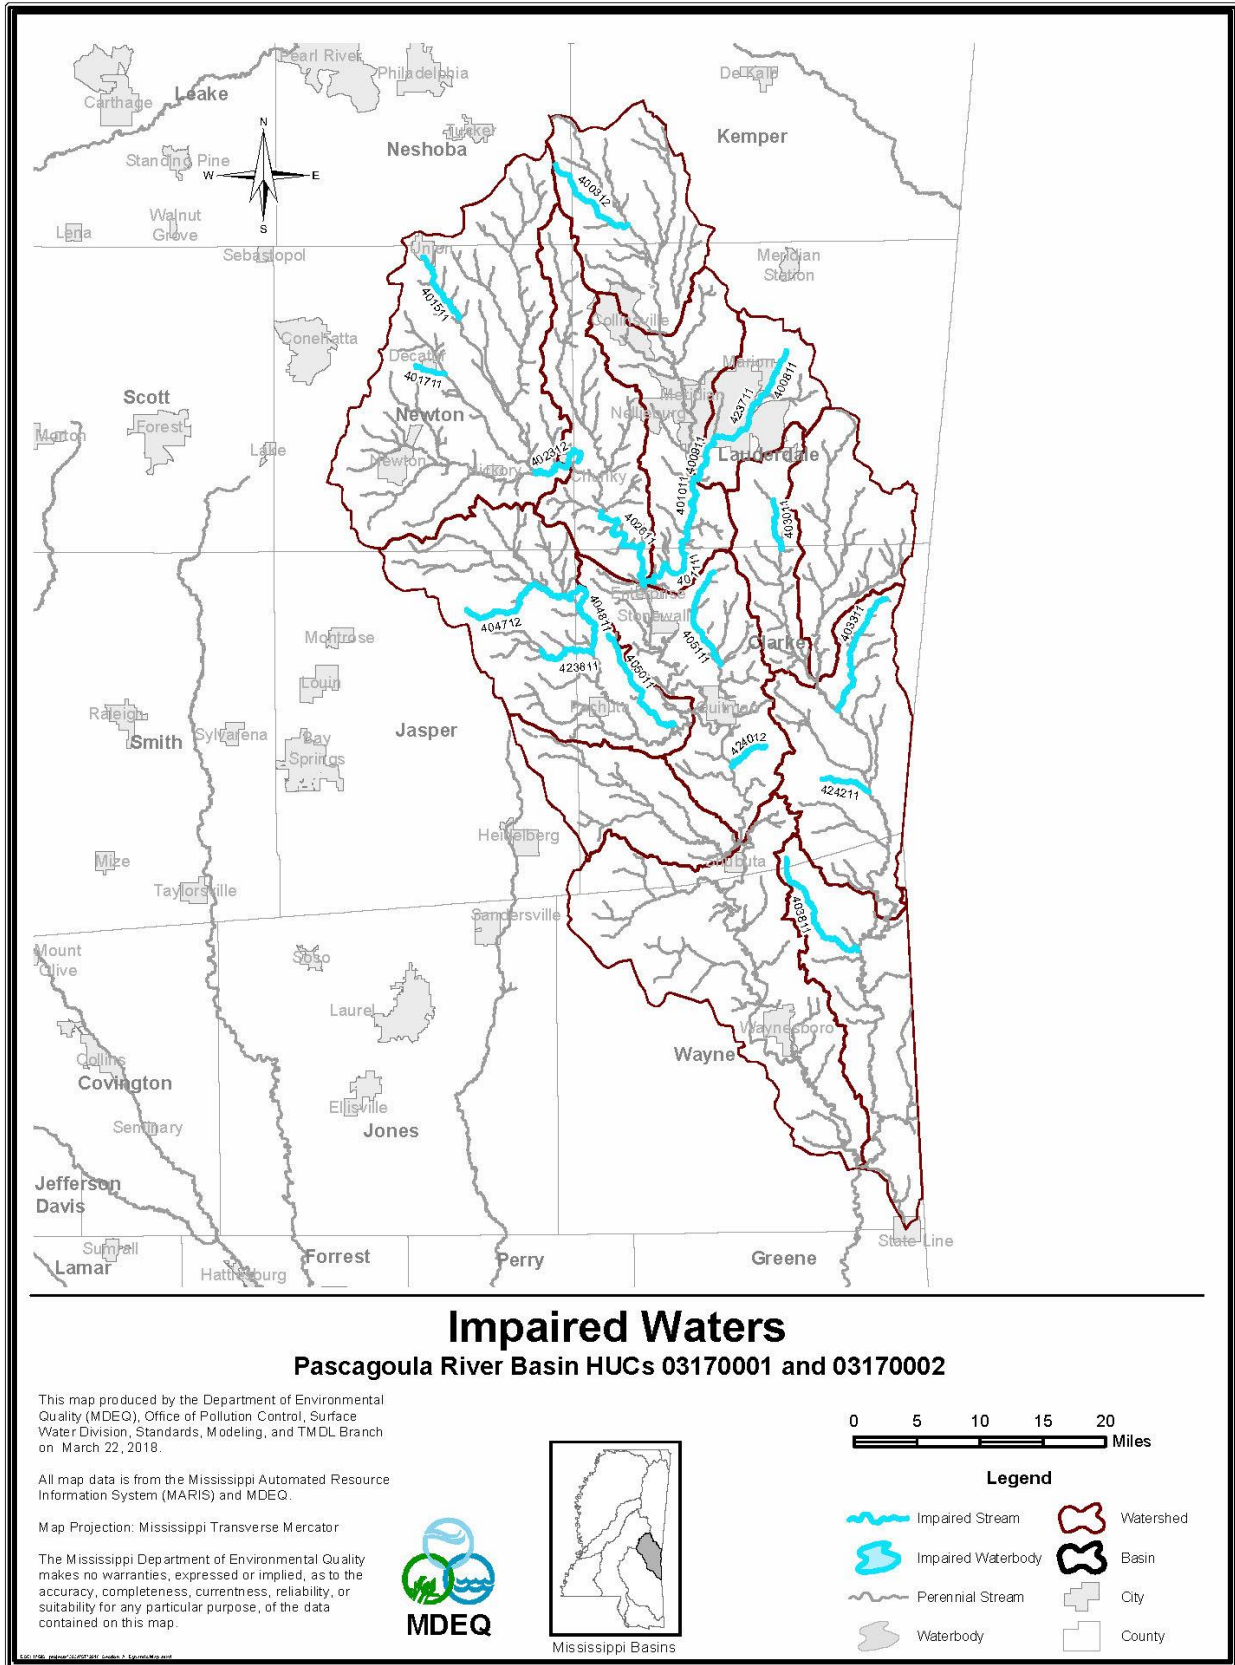 Pearl River
Philadelphia
De Kalb
Carthage
Leake
Tucker
Kemper
Neshoba
N
Standing Pine
W
E
400312
S
Walnut
Grove
Lena
Sebastopol
Union
Meridian
Station
401511
Collinsville
Conehatta
Decatur
Marion
401711
400811
Scott
Meridian
Newton
Nellieburg
423711
Forest
Morton
Lake
400911
Lauderdale
402312
Newton
Hickory
Chunky
401011
402811
403011
407111
Enterprise
Stonewall
404811
404712
403311
Montrose
Clarke
405111
423811
405011
Louin
Pachuta
Quitman
Raleigh
Smith
Sylvarena
Jasper
Bay
Springs
424012
424211
Heidelberg
Mize
Shubuta
Taylorsville
Sandersville
403811
Mount
Olive
Soso
Laurel
Waynesboro
Wayne
Collins
Covington
Ellisville
Seminary
Jones
Jefferson
Davis
State Line
Sumrall
Lamar
Forrest
Perry
Greene
Hattiesburg
Impaired Waters
Pascagoula River Basin HUCs 03170001 and 03170002
This map produced by the Department of Environmental
Quality (MDEQ), Office of Pollution Control, Surface
Water Division, Standards, Modeling, and TMDL Branch
on March 22, 2018.
All map data is from the Mississippi Automated Resource
Information System (MARIS) and MDEQ.
Map Projection: Mississippi Transverse Mercator
The Mississippi Department of Environmental Quality
makes no warranties, expressed or implied, as to the
accuracy, completeness, currentness, reliability, or
suitability for any particular purpose, of the data
contained on this map.
MDEQ
Mississippi Basins
0 5 10 15 20
Miles
Legend
Impaired Stream
Watershed
Impaired Waterbody
Basin
Perennial Stream
City
Waterbody
County